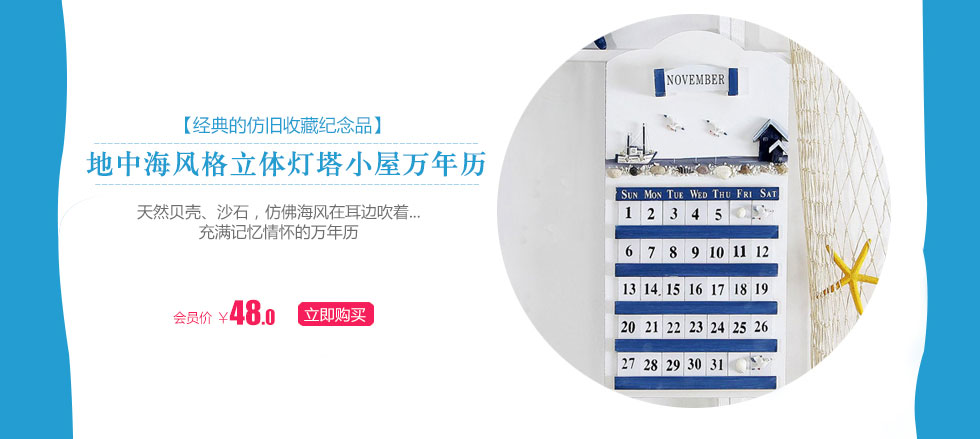 【经典的仿旧收藏纪念品】
地中海风格立体灯塔小屋万年历
天然贝壳、沙石，仿佛海风在耳边吹着...
充满记忆情怀的万年历
会员价 ￥48.0 立即购买
NOVEMBER
SUN MON TUE WED THU FRI SAT
1 2 3 4 5
6 7 8 9 10 11 12
13 14 15 16 17 18 19
20 21 22 23 24 25 26
27 28 29 30 31